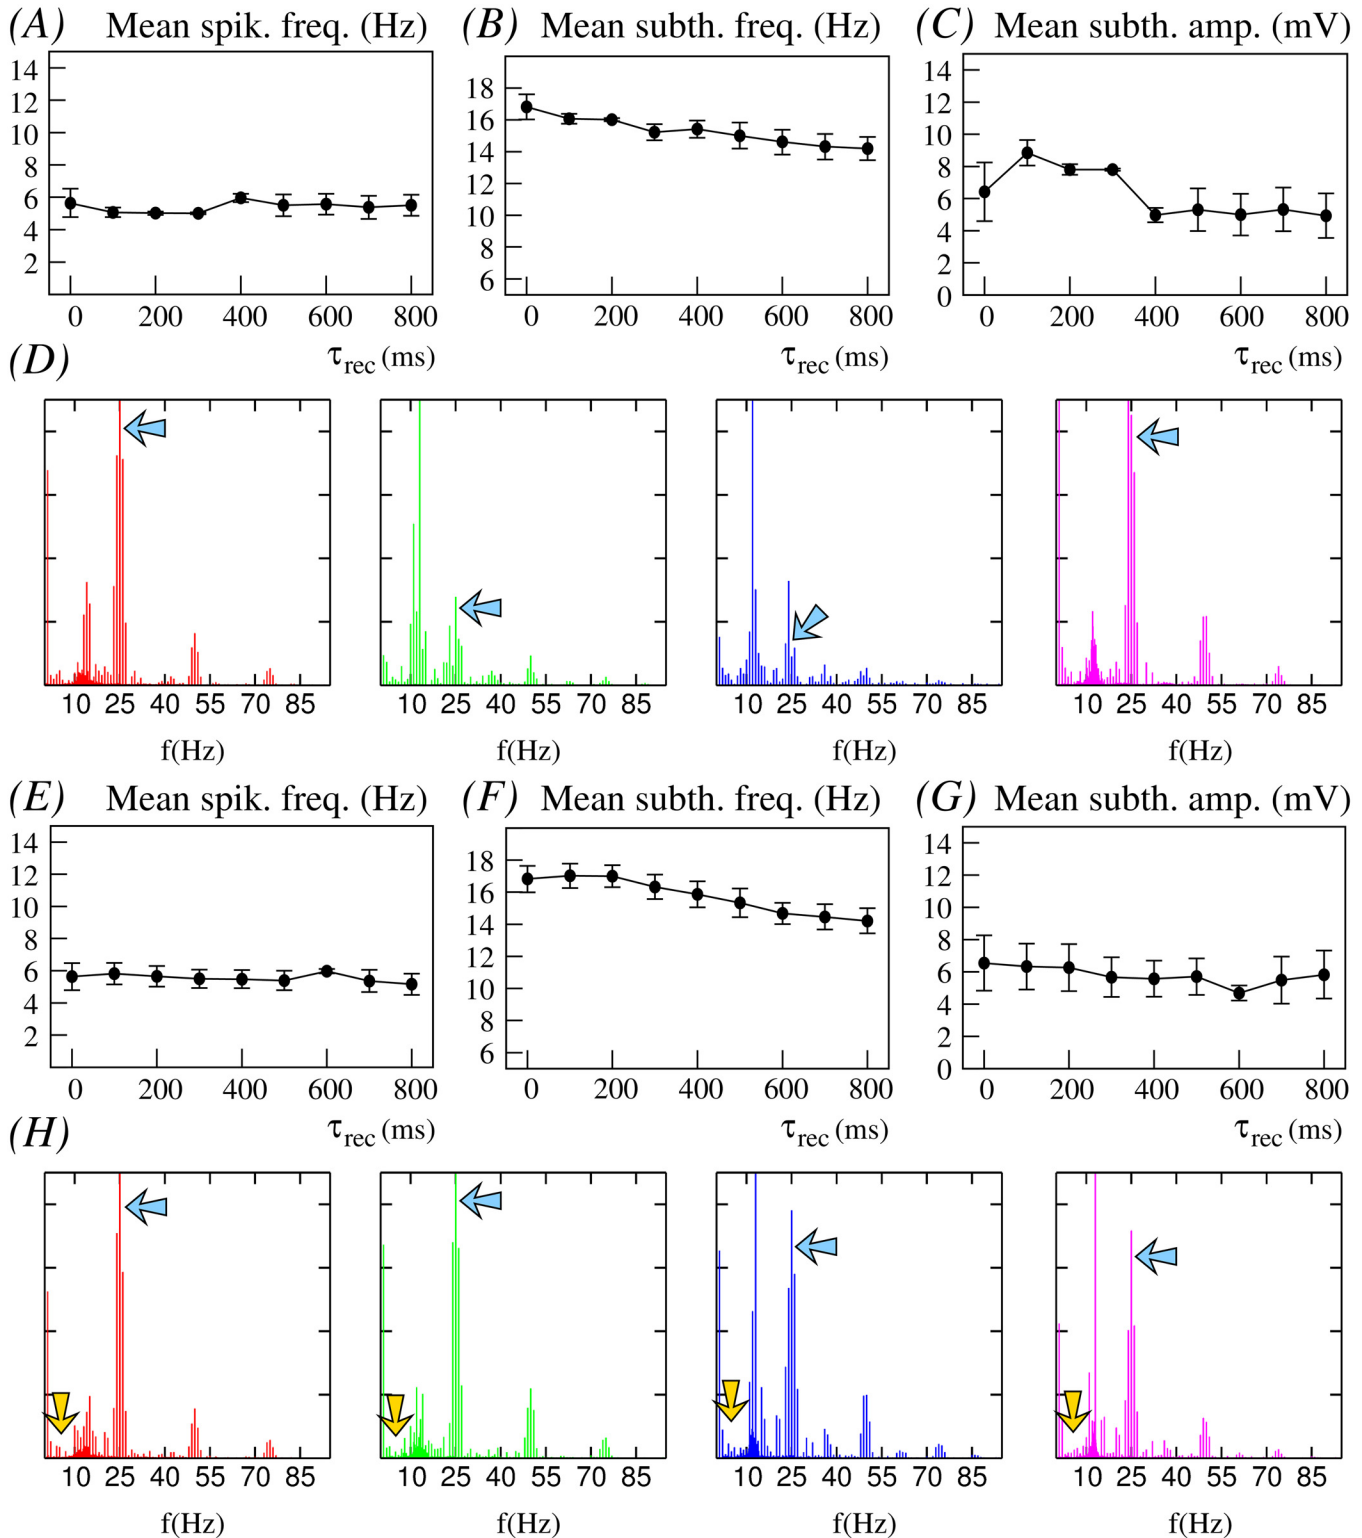 (A) Mean spik. freq. (Hz) (B) Mean subth. freq. (Hz) (C) Mean subth. amp. (mV)
14 12 10 8 6 4 2
18 16 14 12 10 8 6
14 12 10 8 6 4 2 0
0 200 400 600 800 0 200 400 600 800 0 200 400 600 800
τrec (ms) τrec (ms) τrec (ms)
(D)
10 25 40 55 70 85 10 25 40 55 70 85 10 25 40 55 70 85 10 25 40 55 70 85
f(Hz) f(Hz) f(Hz) f(Hz)
(E) Mean spik. freq. (Hz) (F) Mean subth. freq. (Hz) (G) Mean subth. amp. (mV)
14 12 10 8 6 4 2
18 16 14 12 10 8 6
14 12 10 8 6 4 2 0
0 200 400 600 800 0 200 400 600 800 0 200 400 600 800
τrec (ms) τrec (ms) τrec (ms)
(H)
10 25 40 55 70 85 10 25 40 55 70 85 10 25 40 55 70 85 10 25 40 55 70 85
f(Hz) f(Hz) f(Hz) f(Hz)